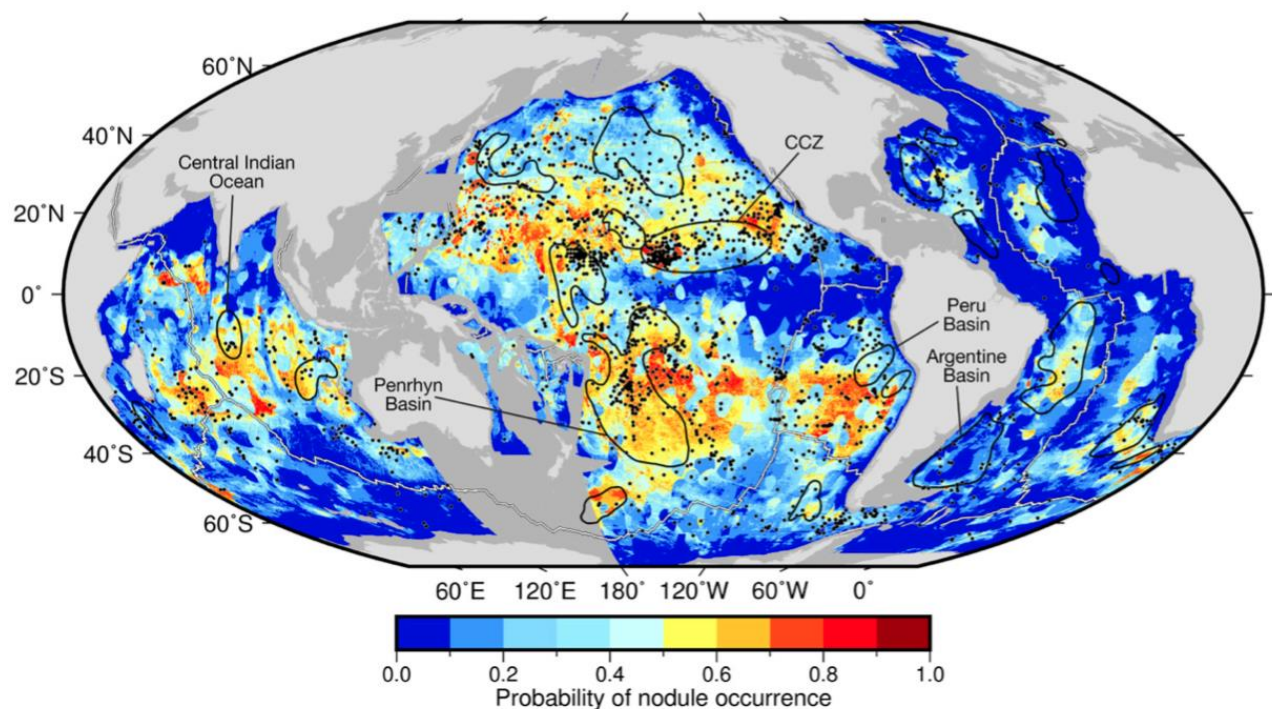 60˚N
40˚N
20˚N
0˚
20˚S
40˚S
60˚S
Central Indian
Ocean
CCZ
Peru
Basin
Argentine
Basin
Penrhyn
Basin
60˚E 120˚E 180˚ 120˚W 60˚W 0˚
0.0 0.2 0.4 0.6 0.8 1.0
Probability of nodule occurrence